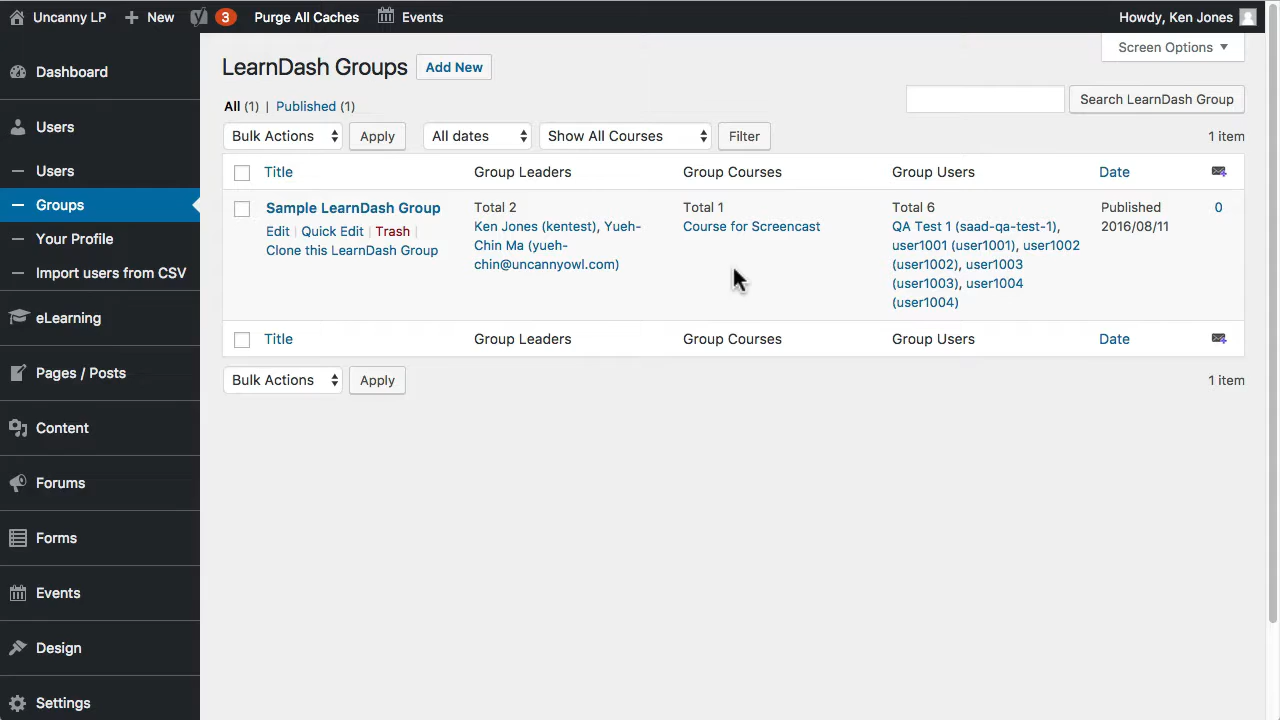 Uncanny LP New 3 Purge All Caches Events Howdy, Ken Jones
Screen Options
LearnDash Groups Add New
All (1) | Published (1)
Search LearnDash Group
Bulk Actions Apply All dates Show All Courses Filter 1 item
Title Group Leaders Group Courses Group Users Date
Sample LearnDash Group
Edit | Quick Edit | Trash |
Clone this LearnDash Group
Total 2
Ken Jones (kentest), Yueh-
Chin Ma (yueh-
chin@uncannyowl.com)
Total 1
Course for Screencast
Total 6
QA Test 1 (saad-qa-test-1),
user1001 (user1001), user1002
(user1002), user1003
(user1003), user1004
(user1004)
Published
2016/08/11
0
Title Group Leaders Group Courses Group Users Date
Bulk Actions Apply 1 item
Dashboard
Users
Users
Groups
Your Profile
Import users from CSV
eLearning
Pages / Posts
Content
Forums
Forms
Events
Design
Settings